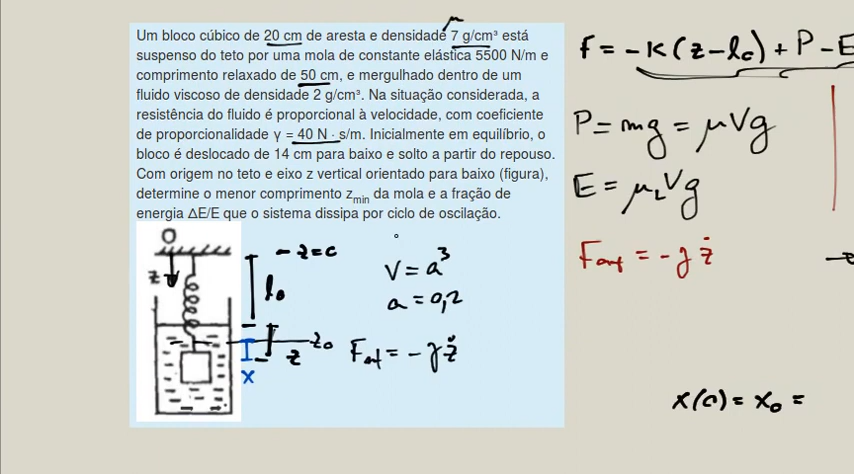 Um bloco cúbico de 20 cm de aresta e densidade 7 g/cm³ está
suspenso do teto por uma mola de constante elástica 5500 N/m e
comprimento relaxado de 50 cm, e mergulhado dentro de um
fluido viscoso de densidade 2 g/cm³. Na situação considerada, a
resistência do fluido é proporcional à velocidade, com coeficiente
de proporcionalidade γ = 40 N · s/m. Inicialmente em equilíbrio, o
bloco é deslocado de 14 cm para baixo e solto a partir do repouso.
Com origem no teto e eixo z vertical orientado para baixo (figura),
determine o menor comprimento zmin da mola e a fração de
energia ΔE/E que o sistema dissipa por ciclo de oscilação.
μ
F = -K(z-l₀) + P - E
P = mg = μVg
E = μLVg
O
z
l₀
z₀
z
x
V = a³
a = 0,2
= -γż
= -γż
x(0) = x₀ =